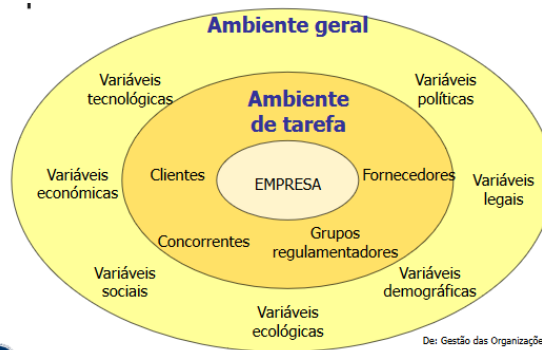 Ambiente geral
Variáveis
tecnológicas
Variáveis
políticas
Ambiente
de tarefa
Variáveis
económicas
Clientes
EMPRESA
Fornecedores
Variáveis
legais
Concorrentes
Grupos
regulamentadores
Variáveis
sociais
Variáveis
demográficas
Variáveis
ecológicas
De: Gestão das